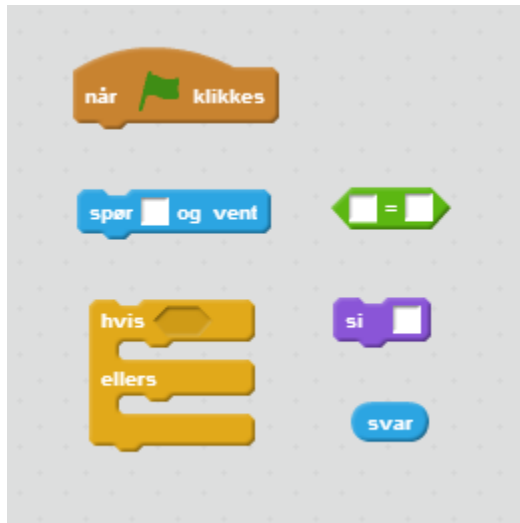 når klikkes
spør og vent
=
hvis
ellers
si
svar